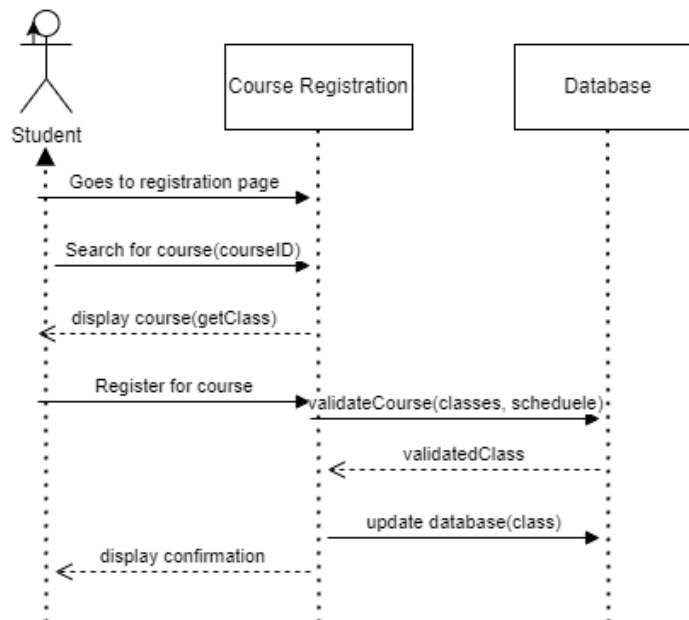 Course Registration
Database
Student
Goes to registration page
Search for course(courseID)
display course(getClass)
Register for course
validateCourse(classes, scheduele)
validatedClass
update database(class)
display confirmation